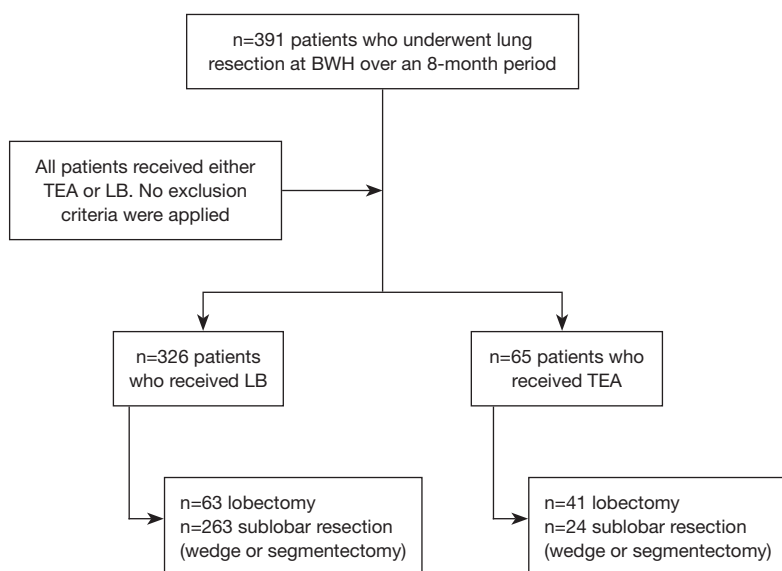 n=391 patients who underwent lung
resection at BWH over an 8-month period
All patients received either
TEA or LB. No exclusion
criteria were applied
n=326 patients
who received LB
n=65 patients who
received TEA
n=63 lobectomy
n=263 sublobar resection
(wedge or segmentectomy)
n=41 lobectomy
n=24 sublobar resection
(wedge or segmentectomy)